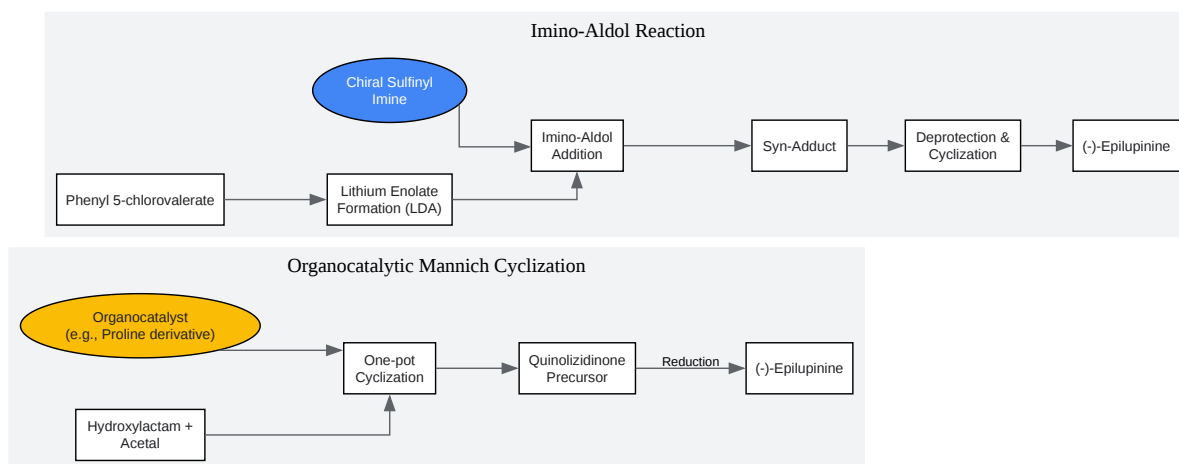 Imino-Aldol Reaction
Chiral Sulfinyl
Imine
Imino-Aldol
Addition
Syn-Adduct
Deprotection &
Cyclization
(-)-Epilupinine
Phenyl 5-chlorovalerate
Lithium Enolate
Formation (LDA)
Organocatalytic Mannich Cyclization
Organocatalyst
(e.g., Proline derivative)
One-pot
Cyclization
Quinolizidinone
Precursor
Reduction
(-)-Epilupinine
Hydroxylactam +
Acetal